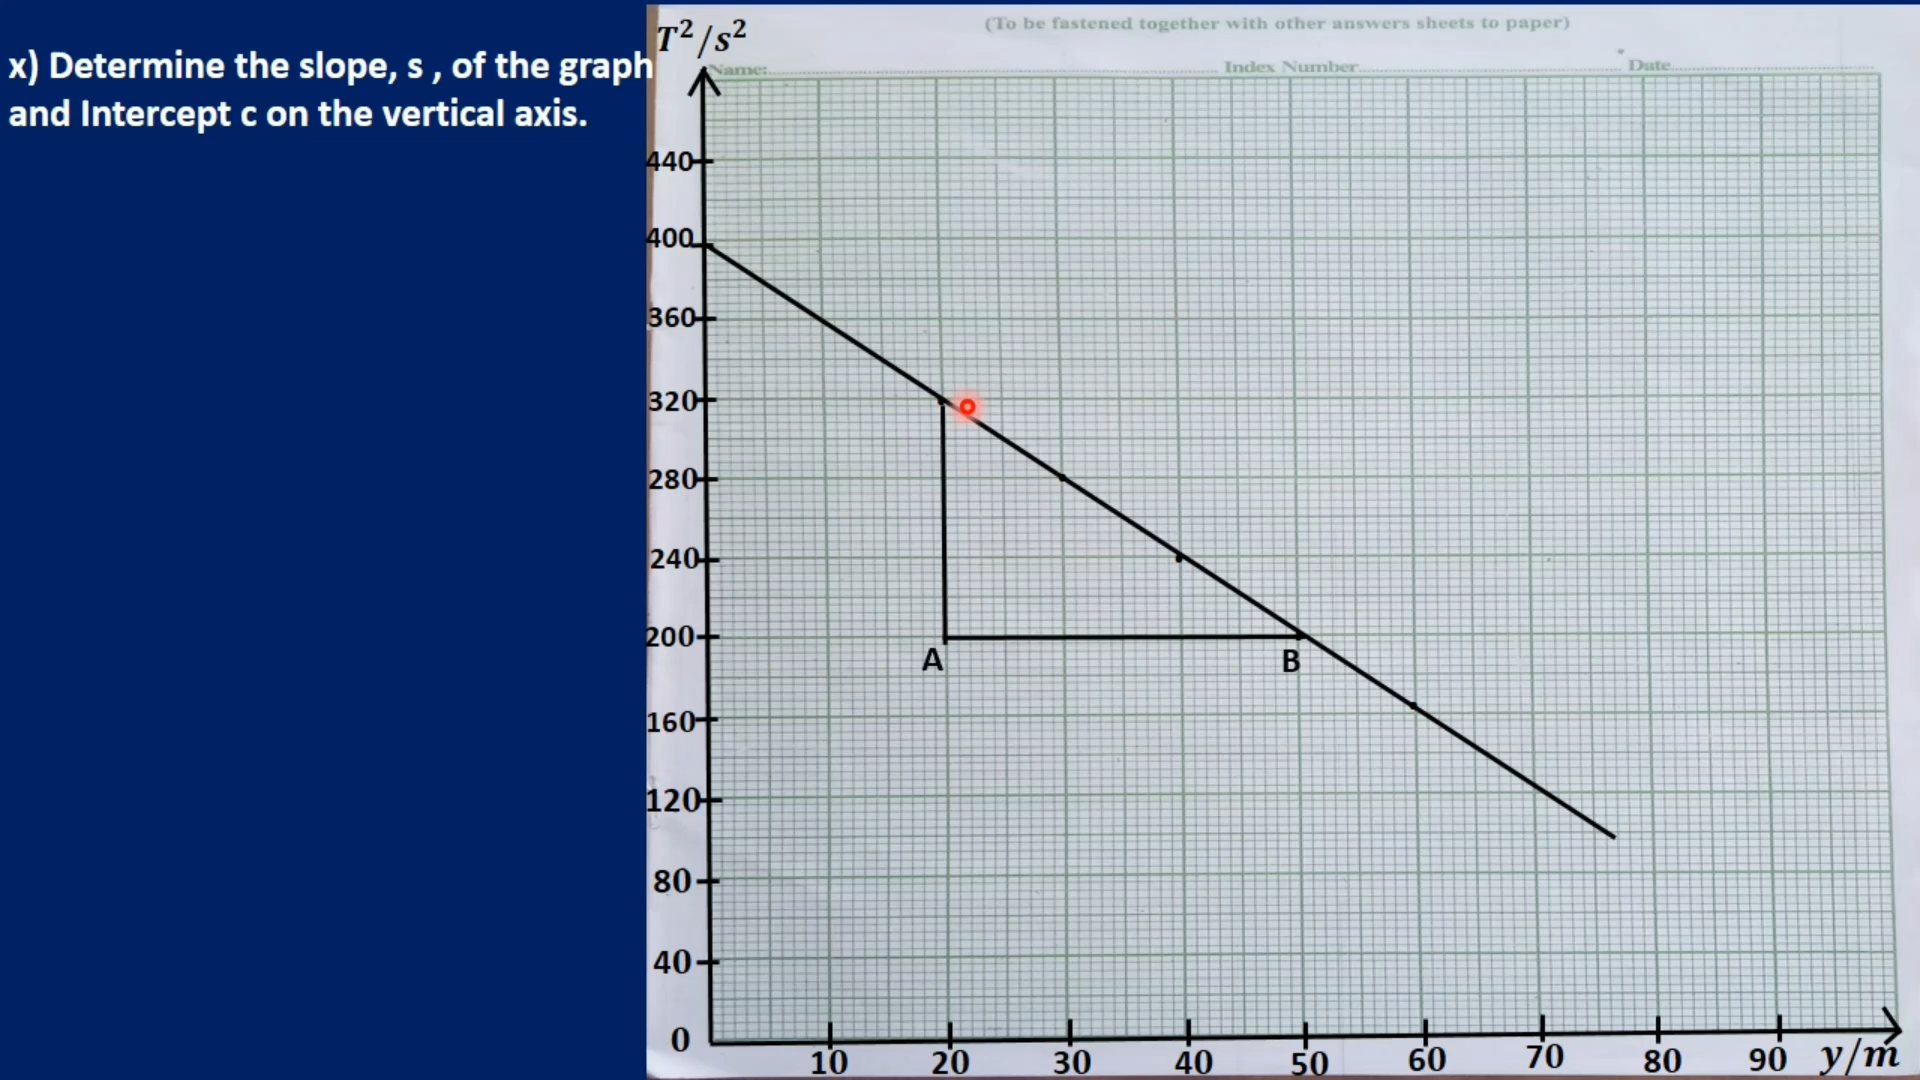 x) Determine the slope, s , of the graph
and Intercept c on the vertical axis.
T²/s²
(To be fastened together with other answers sheets to paper)
Name: Index Number Date
440
400
360
320
280
240
200
160
120
80
40
0
A
B
10 20 30 40 50 60 70 80 90 y/m